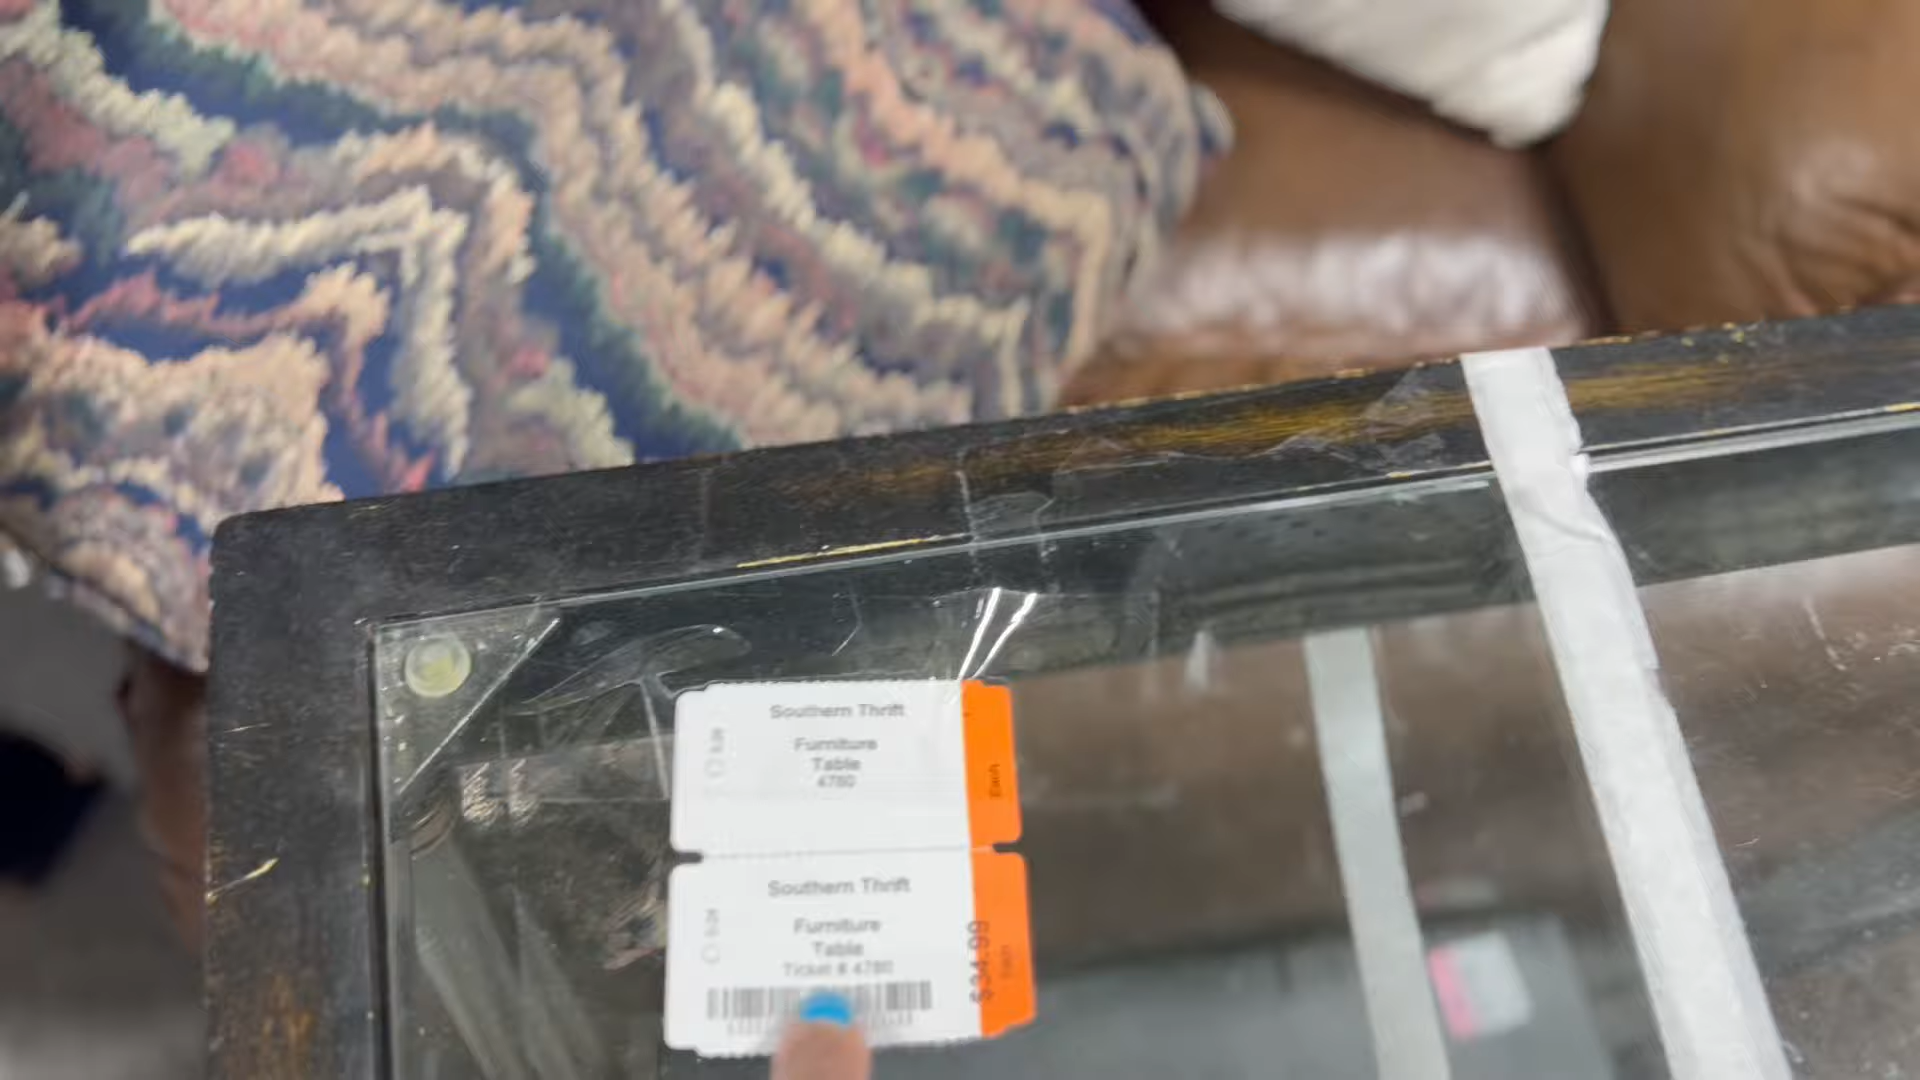 Southern Thrift
Furniture
Table
4780
Each
Southern Thrift
Furniture
Table
Ticket # 4780
$34.99
Each